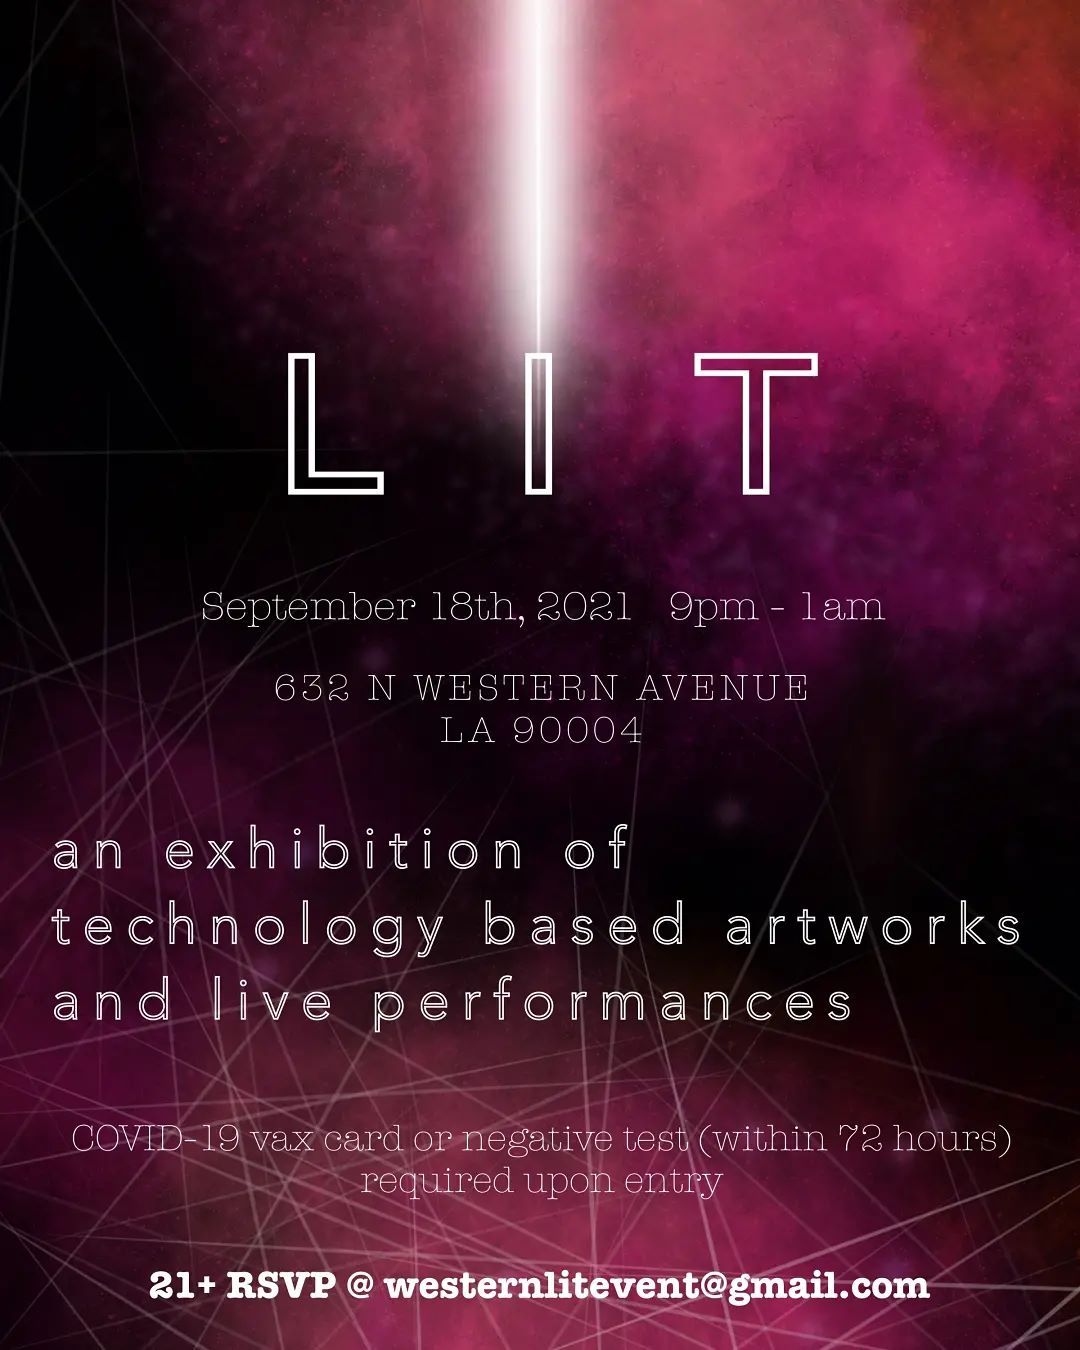 LIT
September 18th, 2021 9pm - 1am
632 N WESTERN AVENUE
LA 90004
an exhibition of
technology based artworks
and live performances
COVID-19 vax card or negative test (within 72 hours)
required upon entry
21+ RSVP @ westernlitevent@gmail.com